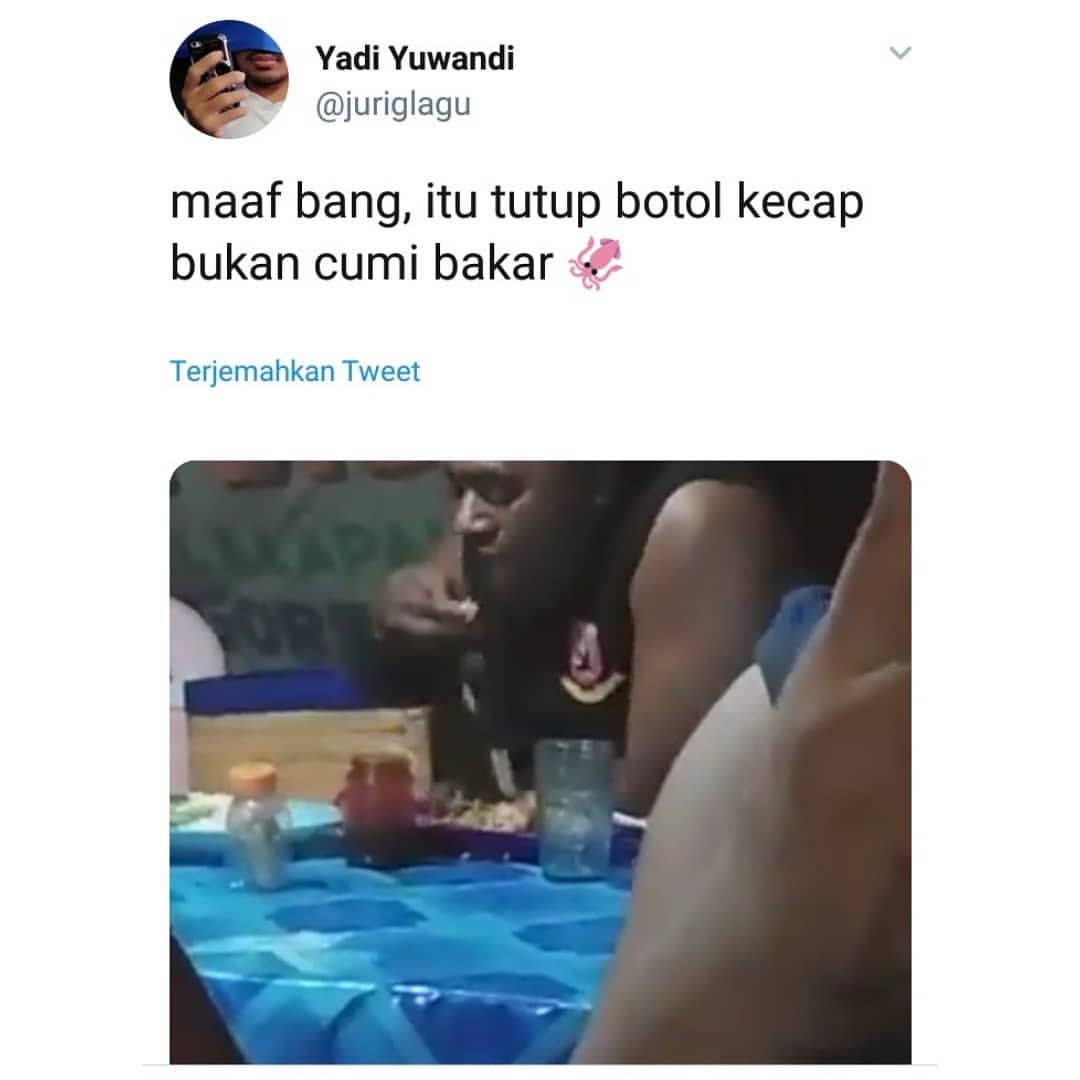 Yadi Yuwandi
@juriglagu
maaf bang, itu tutup botol kecap
bukan cumi bakar 🦑
Terjemahkan Tweet